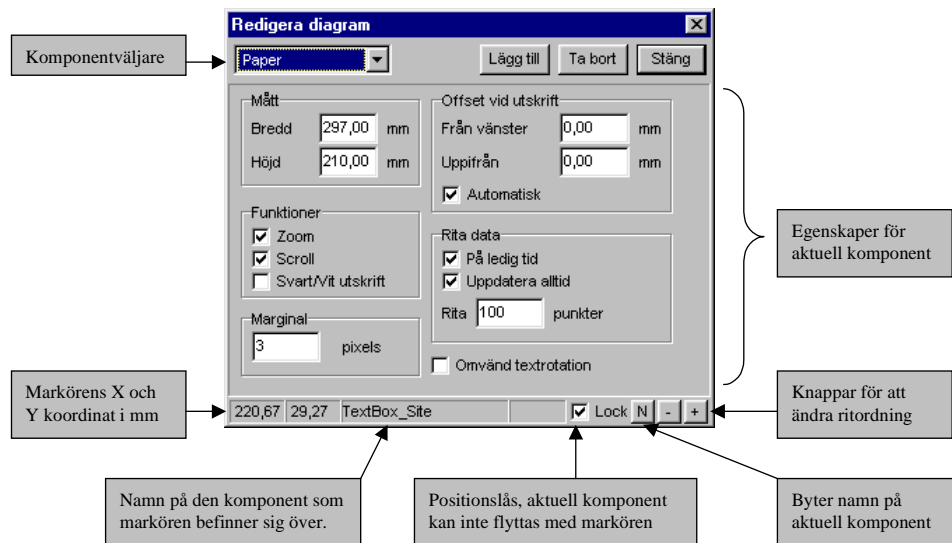 Redigera diagram
Komponentväljare
Paper
Lägg till
Ta bort
Stäng
Mått
Bredd 297,00 mm
Höjd 210,00 mm
Offset vid utskrift
Från vänster 0,00 mm
Uppifrån 0,00 mm
Automatisk
Funktioner
Zoom
Scroll
Svart/Vit utskrift
Rita data
På ledig tid
Uppdatera alltid
Rita 100 punkter
Marginal
3 pixels
Omvänd textrotation
Egenskaper för
aktuell komponent
Markörens X och
Y koordinat i mm
220,67 29,27 TextBox_Site Lock N - +
Knappar för att
ändra ritordning
Namn på den komponent som
markören befinner sig över.
Positionslås, aktuell komponent
kan inte flyttas med markören
Byter namn på
aktuell komponent